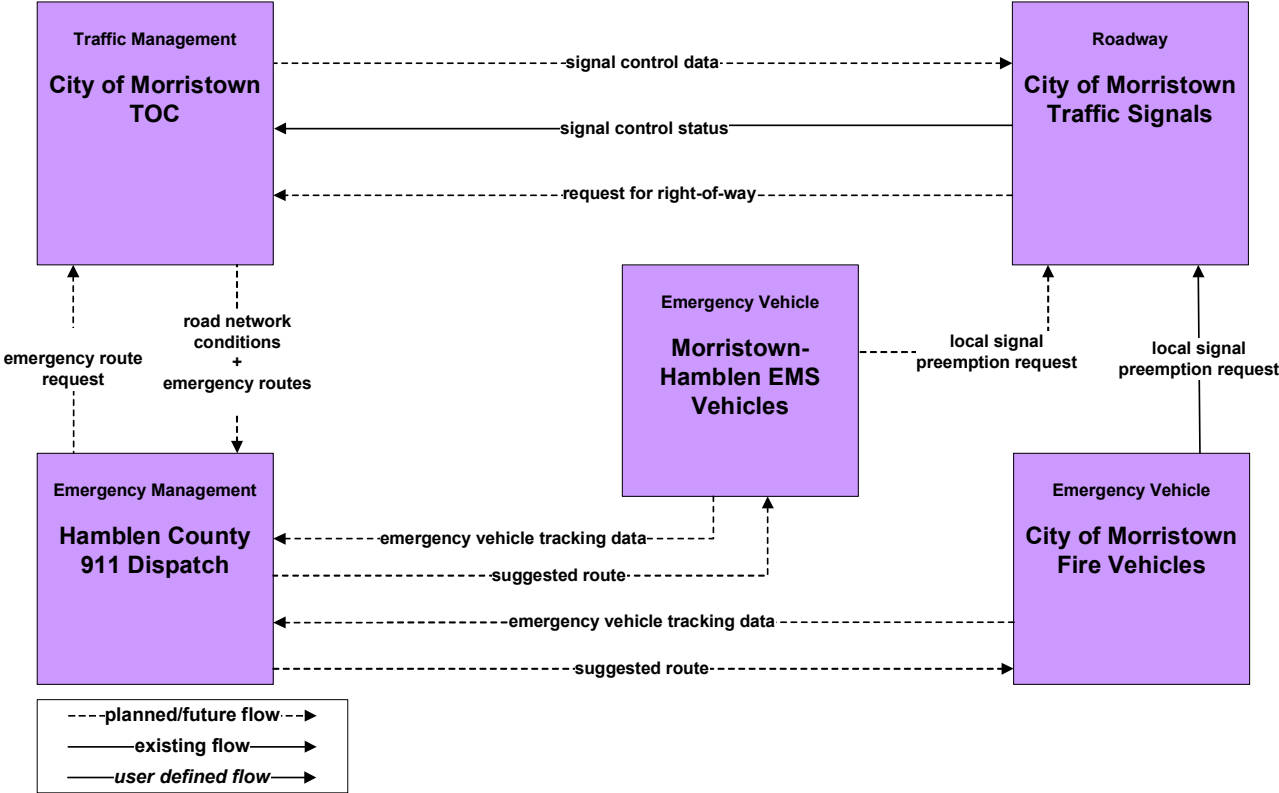 Traffic Management
City of Morristown
TOC
signal control data
signal control status
request for right-of-way
Roadway
City of Morristown
Traffic Signals
emergency route
request
road network
conditions
+
emergency routes
Emergency Vehicle
Morristown-
Hamblen EMS
Vehicles
local signal
preemption request
local signal
preemption request
Emergency Management
Hamblen County
911 Dispatch
emergency vehicle tracking data
suggested route
emergency vehicle tracking data
suggested route
Emergency Vehicle
City of Morristown
Fire Vehicles
planned/future flow
existing flow
user defined flow